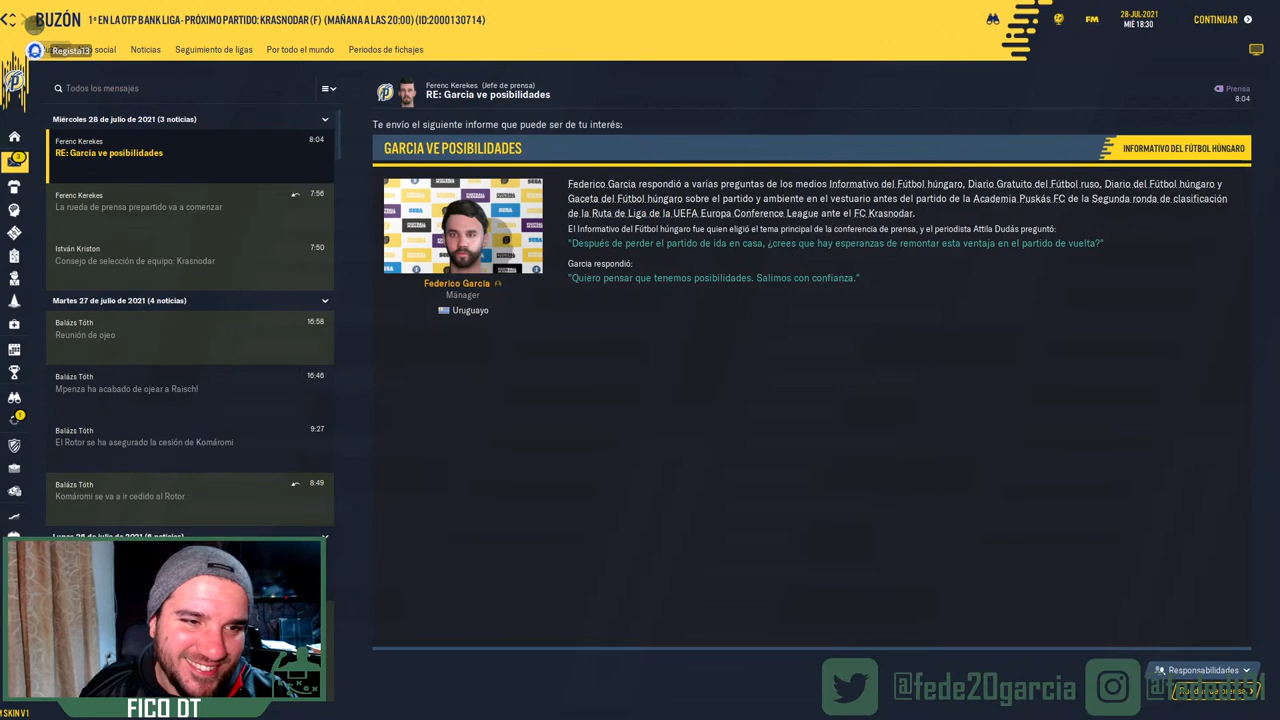 BUZÓN
1º EN LA OTP BANK LIGA - PRÓXIMO PARTIDO: KRASNODAR (F) (MAÑANA A LAS 20:00) (ID:2000130714)
FM
28-JUL-2021
MIÉ 18:30
CONTINUAR
Regista13
social
Noticias
Seguimiento de ligas
Por todo el mundo
Periodos de fichajes
Todos los mensajes
Miércoles 28 de julio de 2021 (3 noticias)
Ferenc Kerekes
8:04
RE: Garcia ve posibilidades
Ferenc Kerekes
7:56
La rueda de prensa prepartido va a comenzar
István Kriston
7:50
Consejo de selección de equipo: Krasnodar
Martes 27 de julio de 2021 (4 noticias)
Balázs Tóth
16:58
Reunión de ojeo
Balázs Tóth
16:46
Mpenza ha acabado de ojear a Raischl
Balázs Tóth
9:27
El Rotor se ha asegurado la cesión de Komáromi
Balázs Tóth
8:49
Komáromi se va a ir cedido al Rotor
3
1
Ferenc Kerekes (Jefe de prensa)
RE: Garcia ve posibilidades
Prensa
8:04
Te envío el siguiente informe que puede ser de tu interés:
GARCIA VE POSIBILIDADES
INFORMATIVO DEL FÚTBOL HÚNGARO
Federico Garcia
Mánager
Uruguayo
Federico Garcia respondió a varias preguntas de los medios Informativo del Fútbol húngaro, Diario Gratuito del Fútbol ruso, Diario del Fútbol húngaro y
Gaceta del Fútbol húngaro sobre el partido y ambiente en el vestuario antes del partido de la Academia Puskás FC de la Segunda ronda de clasificación
de la Ruta de Liga de la UEFA Europa Conference League ante el FC Krasnodar.
El Informativo del Fútbol húngaro fue quien eligió el tema principal de la conferencia de prensa, y el periodista Attila Dudás preguntó:
"Después de perder el partido de ida en casa, ¿crees que hay esperanzas de remontar esta ventaja en el partido de vuelta?"
Garcia respondió:
"Quiero pensar que tenemos posibilidades. Salimos con confianza."
Responsabilidades
@fede20garcia
FICO DT
SKIN V1